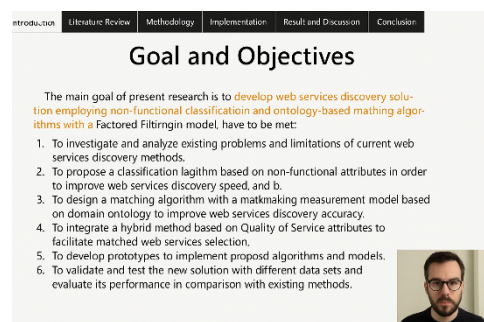 Introduction Literature Review Methodology Implementation Result and Discussion Conclusion
Goal and Objectives
The main goal of present research is to develop web services discovery solu-
tion employing non-functional classificatioin and ontology-based mathing algor-
ithms with a Factored Filtirngin model, have to be met:
1. To investigate and analyze existing problems and limitations of current web
services discovery methods.
2. To propose a classification lagithm based on non-functional attributes in order
to improve web services discovery speed, and b.
3. To design a matching algorithm with a matkmaking measurement model based
on domain ontology to improve web services discovery accuracy.
4. To integrate a hybrid method based on Quality of Service attributes to
facilitate matched web services selection,
5. To develop prototypes to implement proposd algorithms and models.
6. To validate and test the new solution with different data sets and
evaluate its performance in comparison with existing methods.